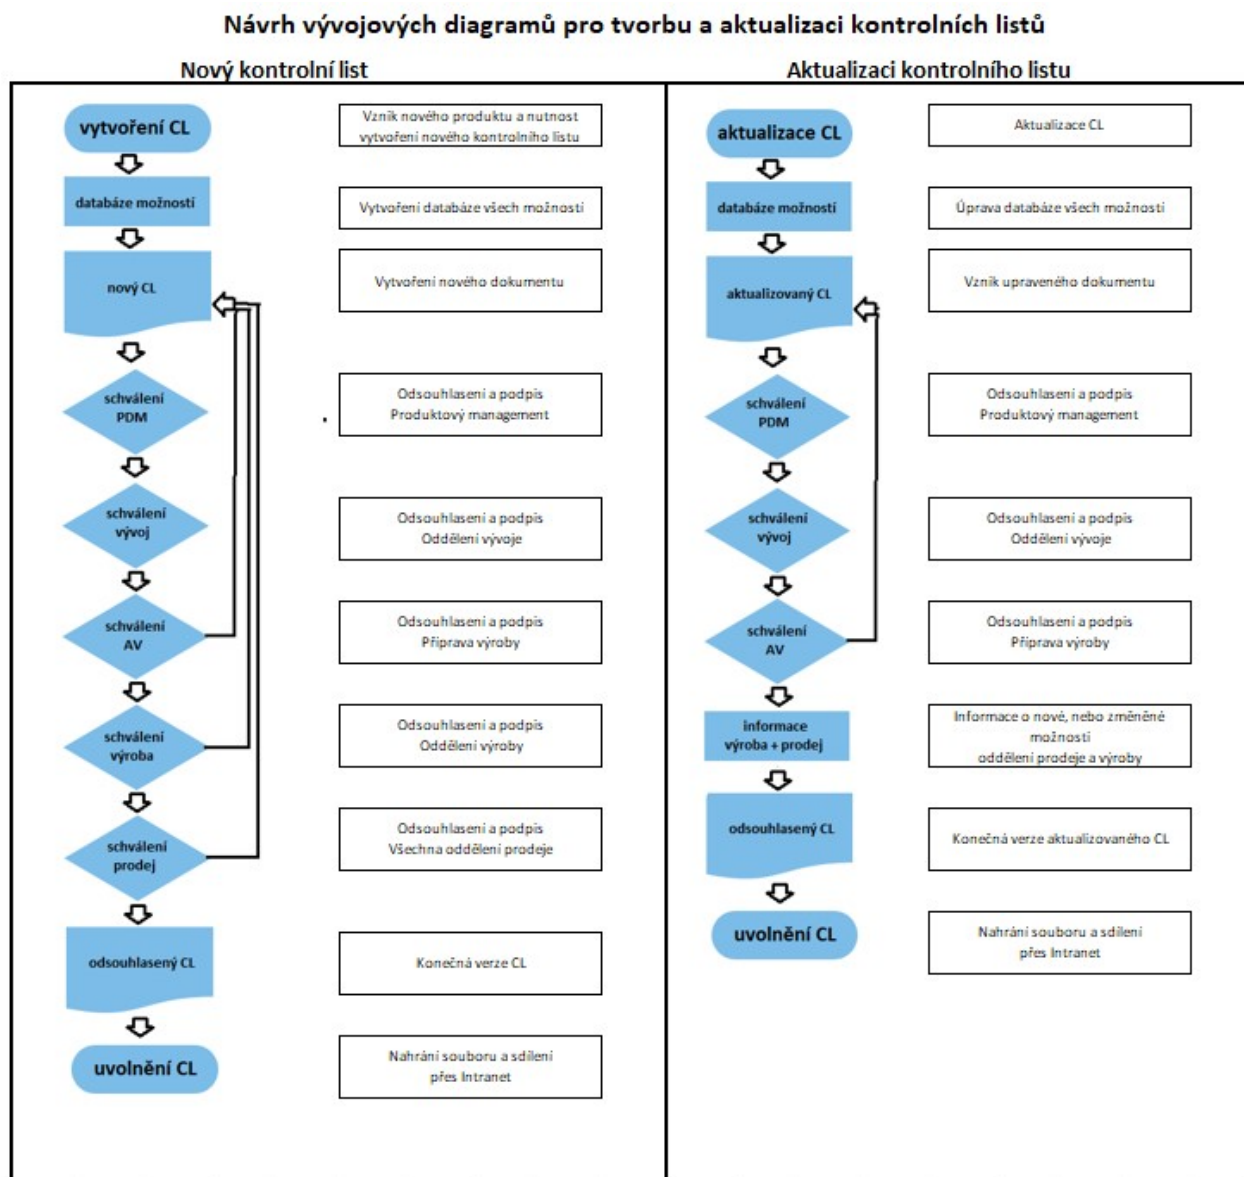 Návrh vývojových diagramů pro tvorbu a aktualizaci kontrolních listů
Nový kontrolní list
vytvoření CL
Vznik nového produktu a nutnost
vytvoření nového kontrolního listu
databáze možností
Vytvoření databáze všech možností
nový CL
Vytvoření nového dokumentu
schválení
PDM
Odsouhlasení a podpis
Produktový management
schválení
vývoj
Odsouhlasení a podpis
Oddělení vývoje
schválení
AV
Odsouhlasení a podpis
Příprava výroby
schválení
výroba
Odsouhlasení a podpis
Oddělení výroby
schválení
prodej
Odsouhlasení a podpis
Všechna oddělení prodeje
odsouhlasený CL
Konečná verze CL
uvolnění CL
Nahrání souboru a sdílení
přes Intranet
Aktualizaci kontrolního listu
aktualizace CL
Aktualizace CL
databáze možností
Úprava databáze všech možností
aktualizovaný CL
Vznik upraveného dokumentu
schválení
PDM
Odsouhlasení a podpis
Produktový management
schválení
vývoj
Odsouhlasení a podpis
Oddělení vývoje
schválení
AV
Odsouhlasení a podpis
Příprava výroby
informace
výroba + prodej
Informace o nové, nebo změněné
možnosti
oddělení prodeje a výroby
odsouhlasený CL
Konečná verze aktualizovaného CL
uvolnění CL
Nahrání souboru a sdílení
přes Intranet